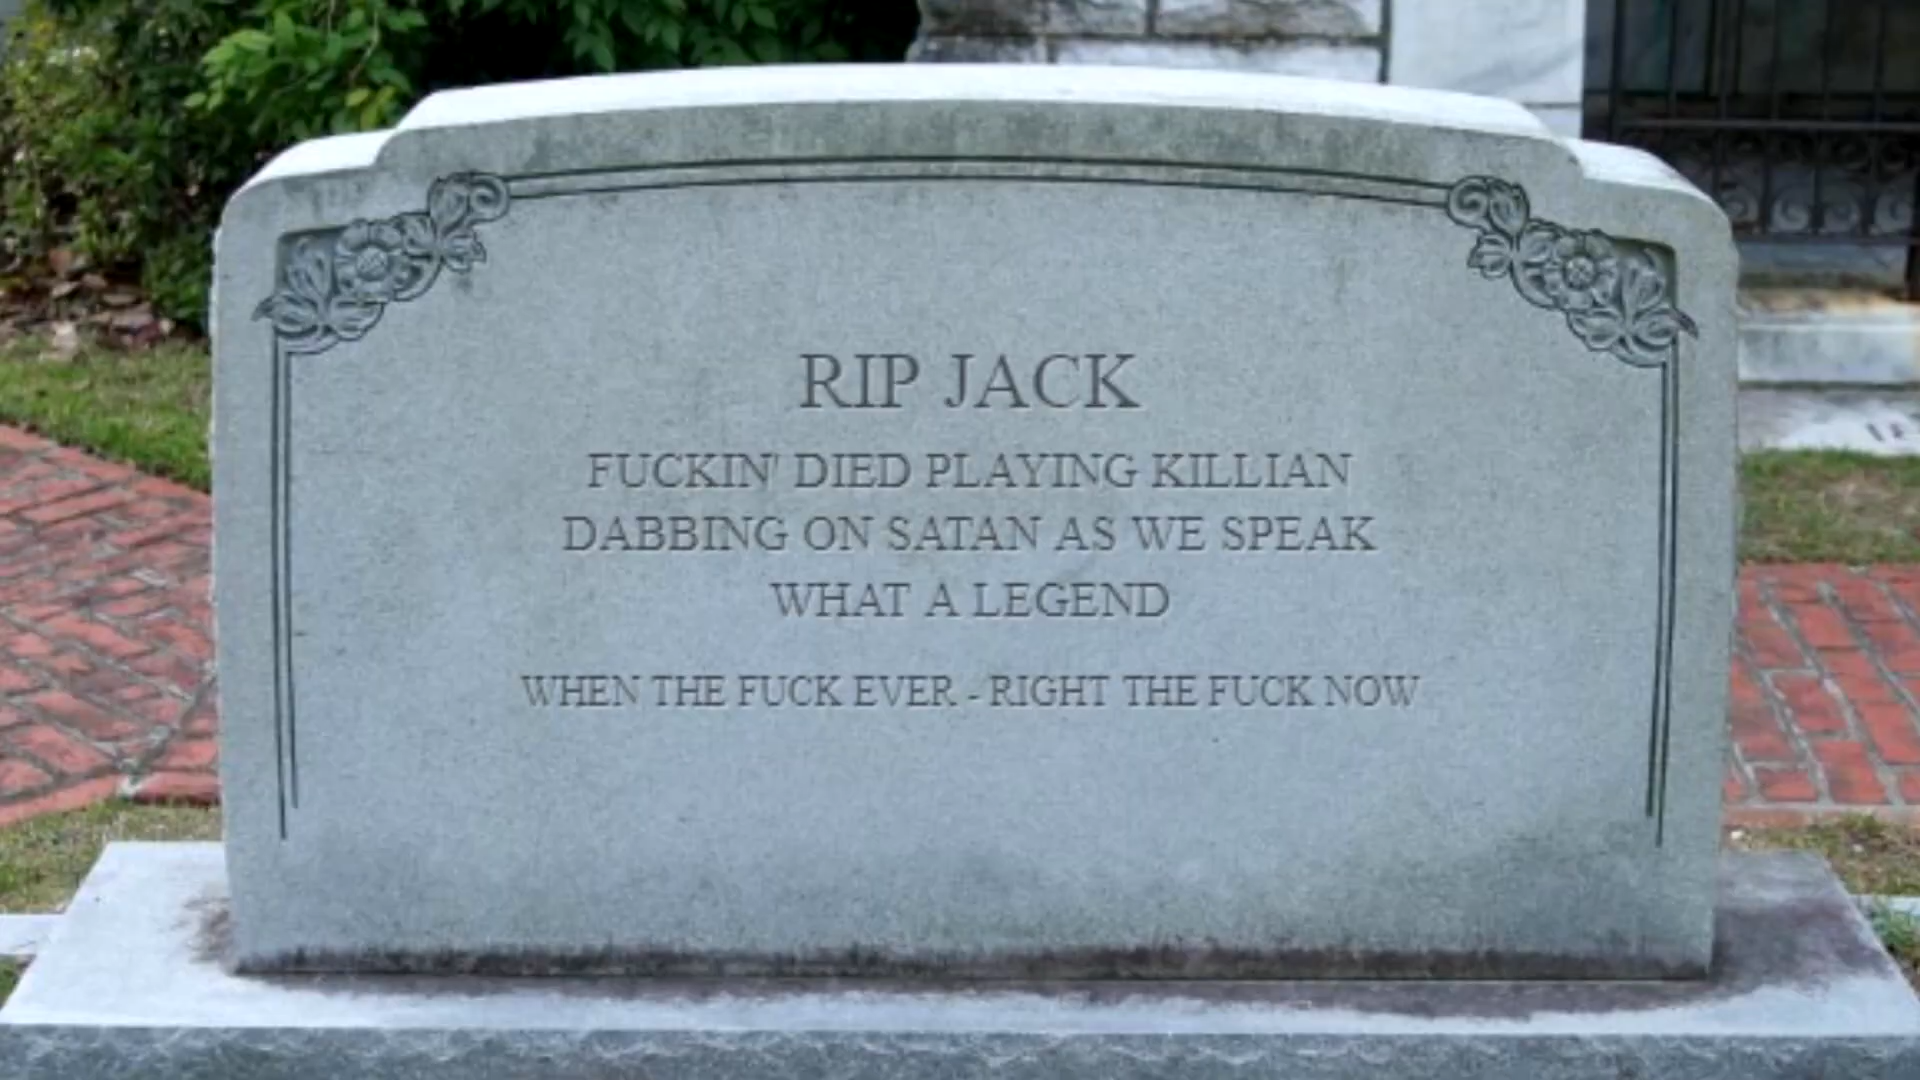 RIP JACK
FUCKIN' DIED PLAYING KILLIAN
DABBING ON SATAN AS WE SPEAK
WHAT A LEGEND
WHEN THE FUCK EVER - RIGHT THE FUCK NOW